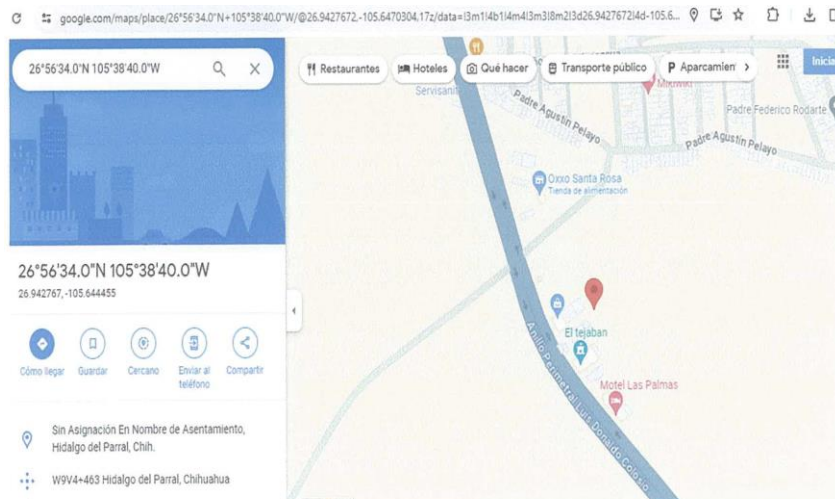 google.com/maps/place/26°56'34.0"N+105°38'40.0"W/@26.9427672,-105.6470304,17z/data=!3m1!4b1!4m4!3m3!8m2!3d26.9427672!4d-105.6...
26°56'34.0"N 105°38'40.0"W
Restaurantes
Hoteles
Qué hacer
Transporte público
Aparcamien
Inicia
Servisanit
Mikiwiki
Padre Federico Rodarte
Padre Agustín Pelayo
Padre Agustín Pelayo
Oxxo Santa Rosa
Tienda de alimentación
26°56'34.0"N 105°38'40.0"W
26.942767, -105.644455
El tejaban
Motel Las Palmas
Anillo Perimetral Luis Donaldo Coloso
Cómo llegar
Guardar
Cercano
Enviar al
teléfono
Compartir
Sin Asignación En Nombre de Asentamiento,
Hidalgo del Parral, Chih.
W9V4+463 Hidalgo del Parral, Chihuahua